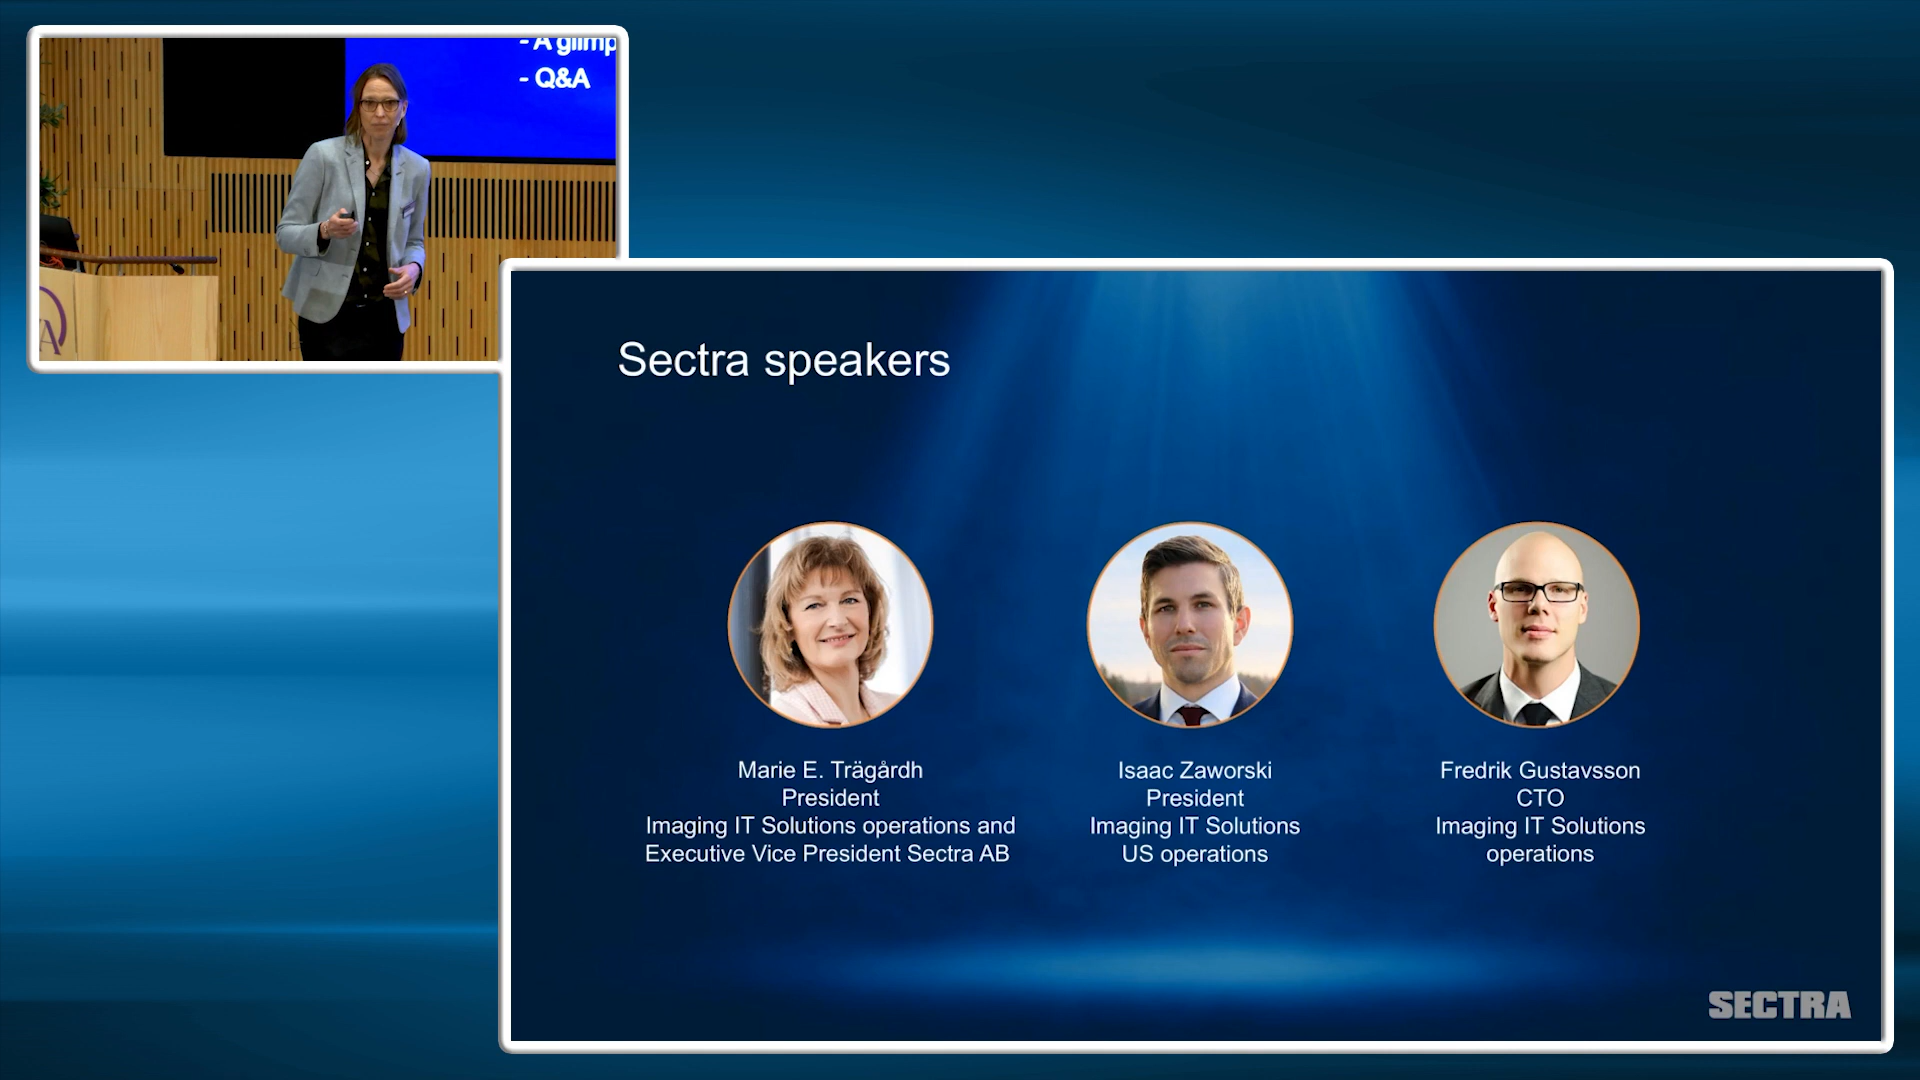 - A glimp
- Q&A
Sectra speakers
Marie E. Trägårdh
President
Imaging IT Solutions operations and
Executive Vice President Sectra AB
Isaac Zaworski
President
Imaging IT Solutions
US operations
Fredrik Gustavsson
CTO
Imaging IT Solutions
operations
SECTRA